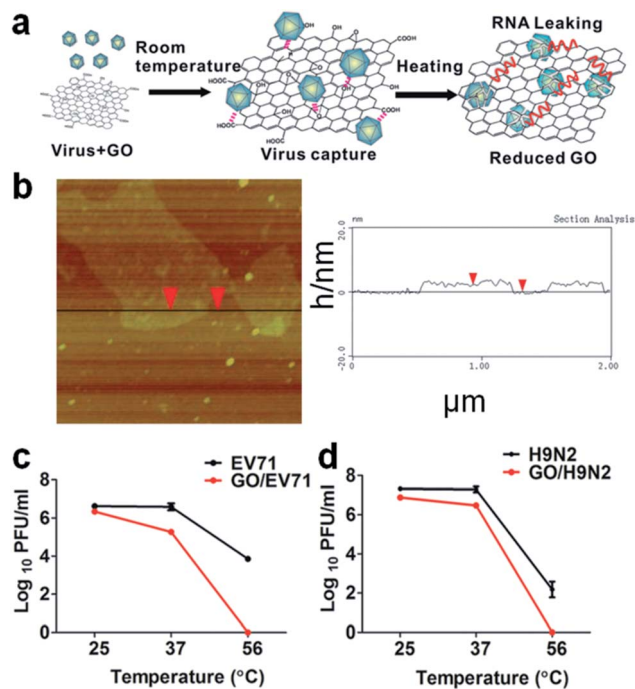 a
Virus+GO
Room
temperature
OH
OH
OH
HOOC
HOOC
COOH
Virus capture
Heating
RNA Leaking
Reduced GO
b
h/nm
nm
Section Analysis
20.0
0
-20.0
0
1.00
2.00
μm
c
EV71
GO/EV71
Log 10 PFU/ml
8
6
4
2
0
25
37
56
Temperature (°C)
d
H9N2
GO/H9N2
Log 10 PFU/ml
8
6
4
2
0
25
37
56
Temperature (°C)